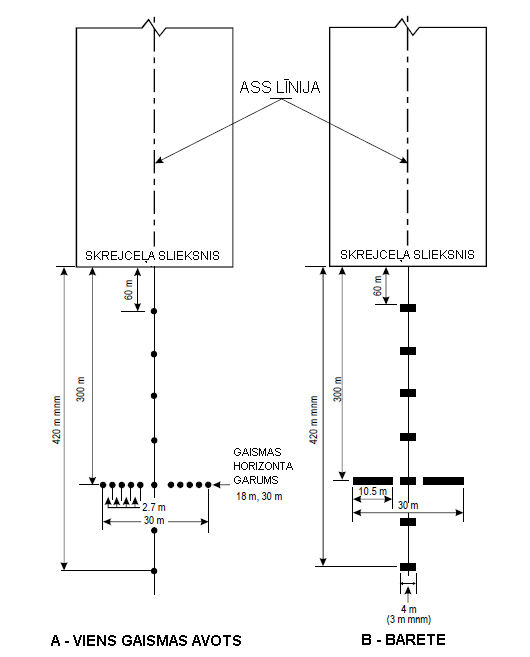 ASS LĪNIJA
SKREJCEĻA SLIEKSNIS
SKREJCEĻA SLIEKSNIS
60 m
60 m
300 m
300 m
420 m mnm
420 m mnm
GAISMAS
HORIZONTA
GARUMS
18 m, 30 m
2.7 m
30 m
10.5 m
30 m
4 m
(3 m mnm)
A - VIENS GAISMAS AVOTS
B - BARETE